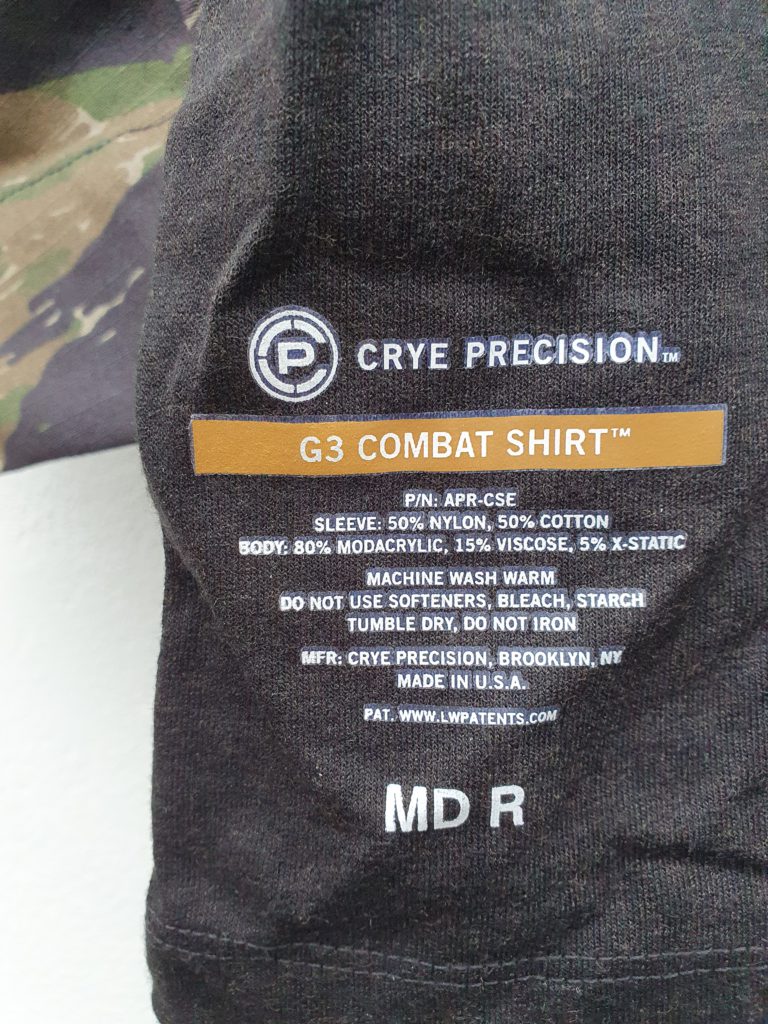 CP CRYE PRECISION™
G3 COMBAT SHIRT™
P/N: APR-CSE
SLEEVE: 50% NYLON, 50% COTTON
BODY: 80% MODACRYLIC, 15% VISCOSE, 5% X-STATIC
MACHINE WASH WARM
DO NOT USE SOFTENERS, BLEACH, STARCH
TUMBLE DRY, DO NOT IRON
MFR: CRYE PRECISION, BROOKLYN, NY
MADE IN U.S.A.
PAT. WWW.LWPATENTS.COM
MD R